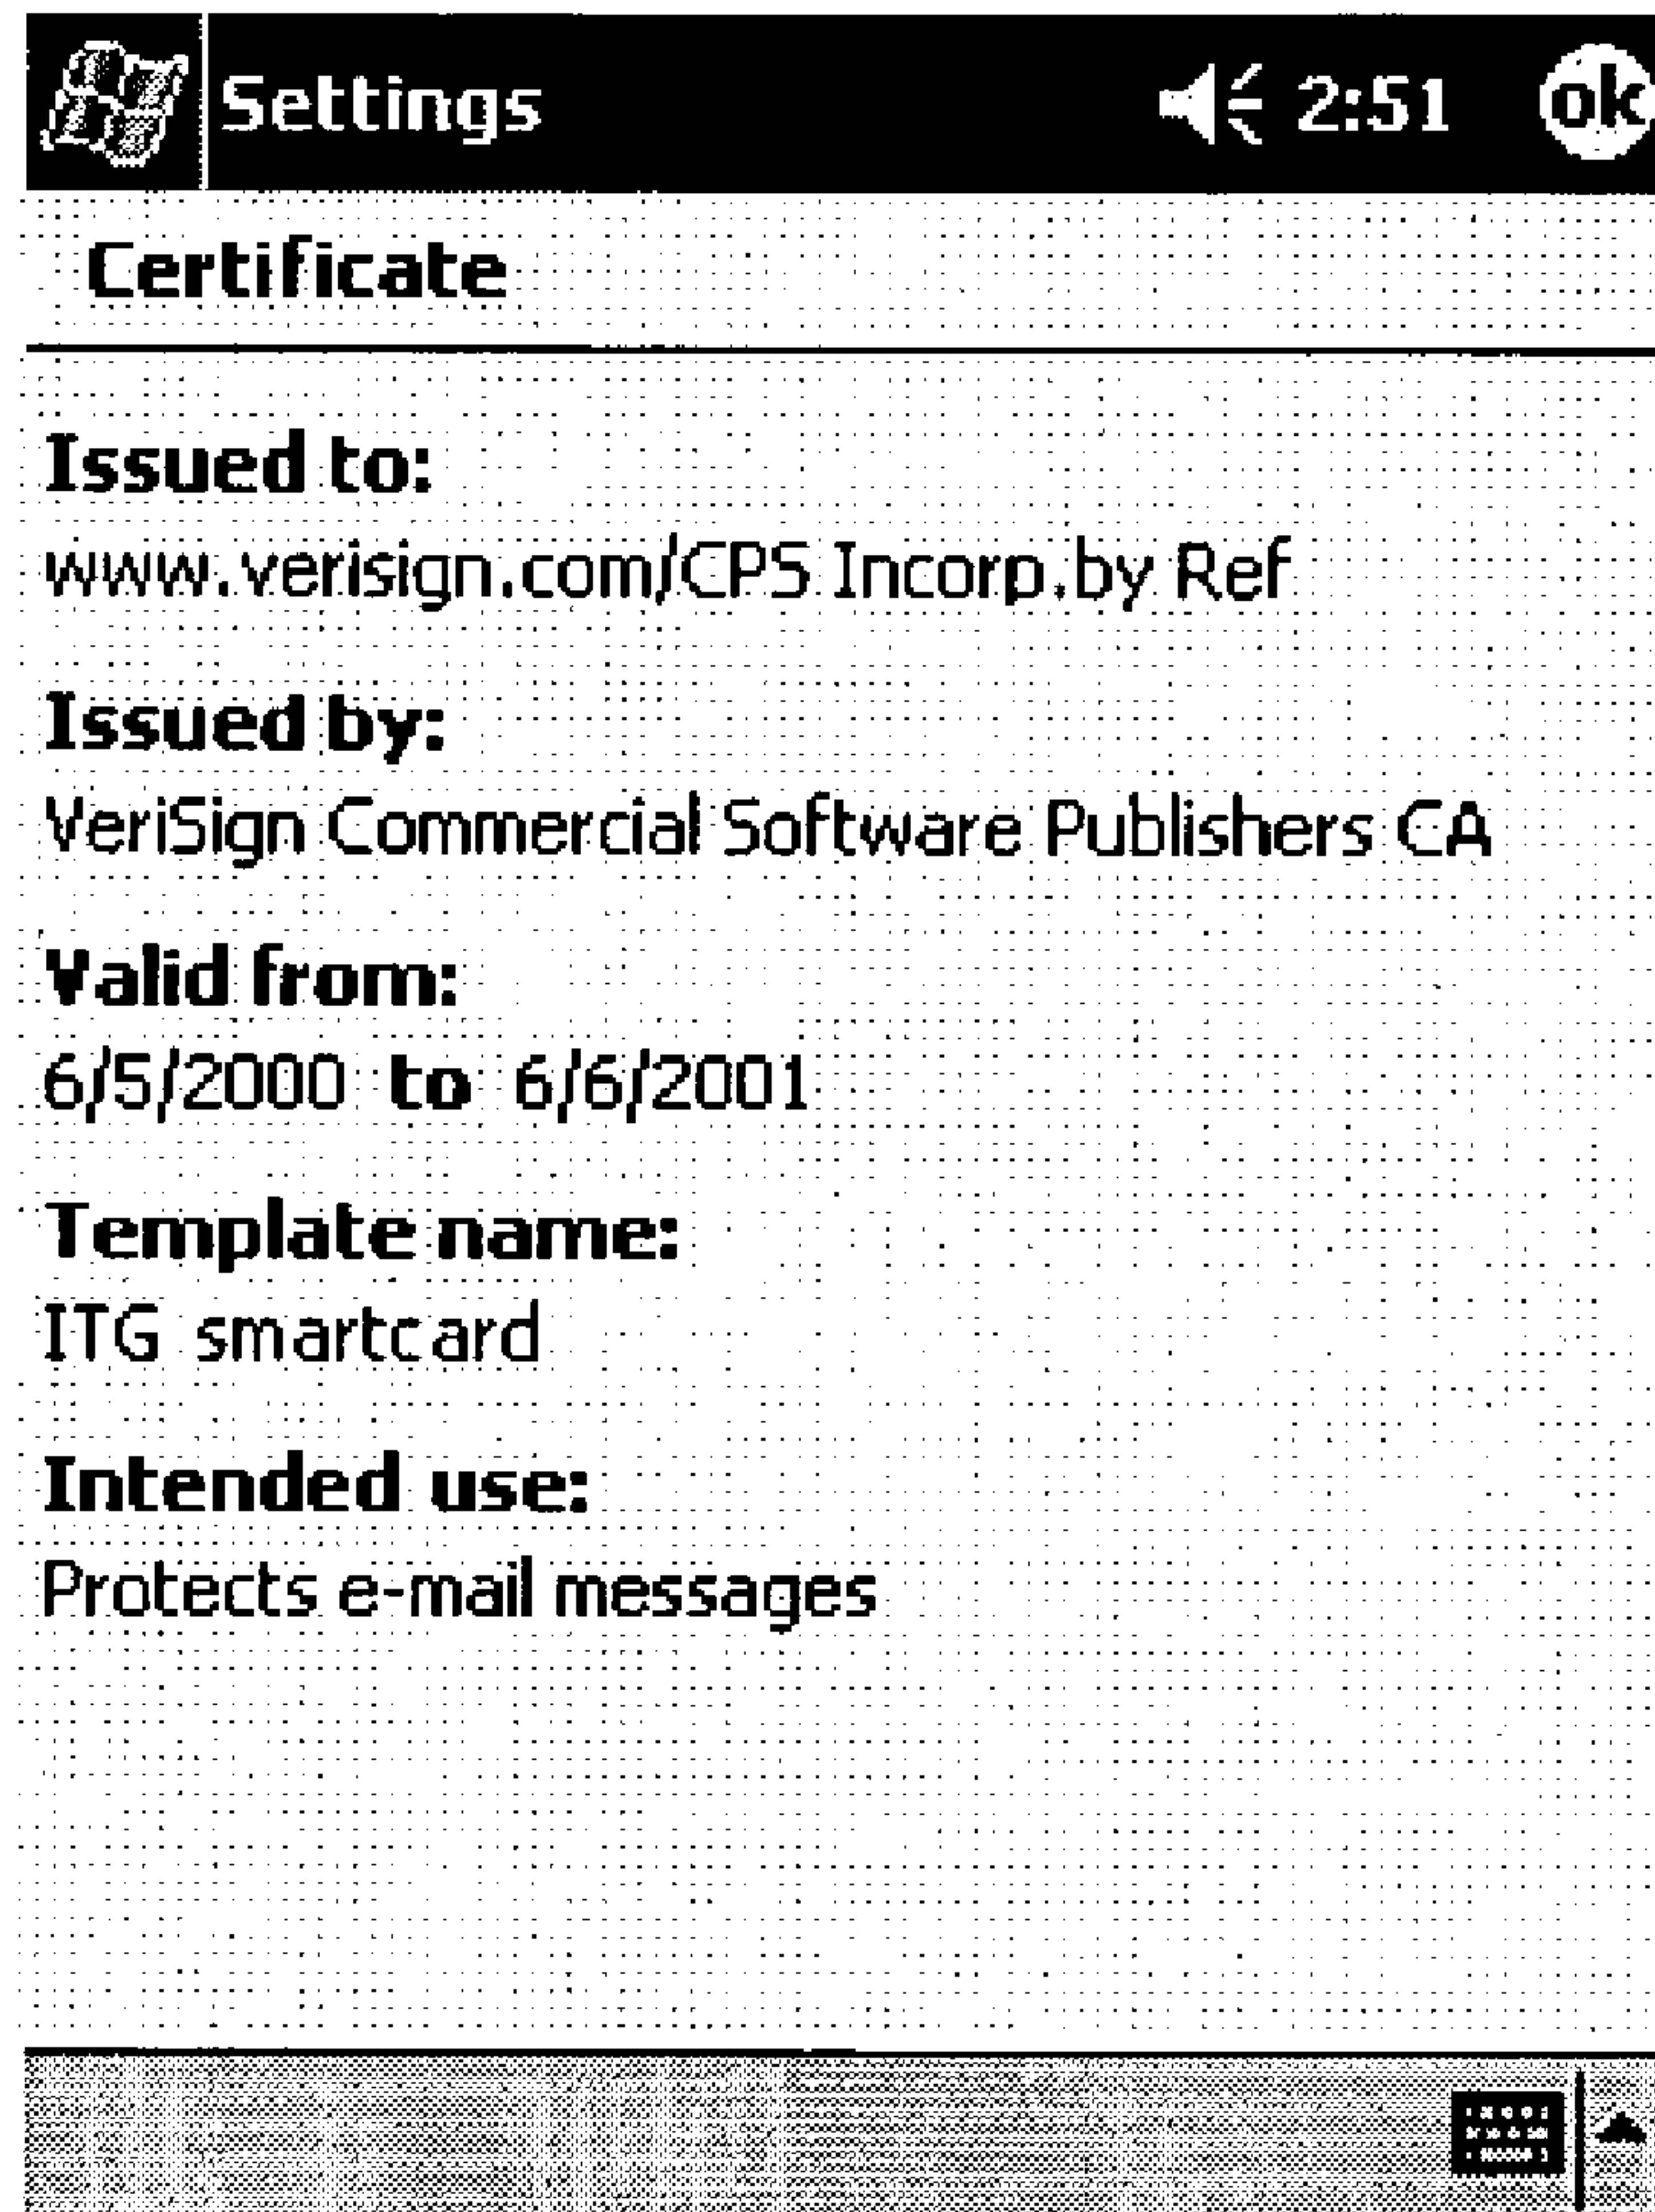 Settings 2:51 ok
Certificate
Issued to:
www.verisign.com/CPS Incorp.by Ref
Issued by:
VeriSign Commercial Software Publishers CA
Valid from:
6/5/2000 to 6/6/2001
Template name:
ITG smartcard
Intended use:
Protects e-mail messages